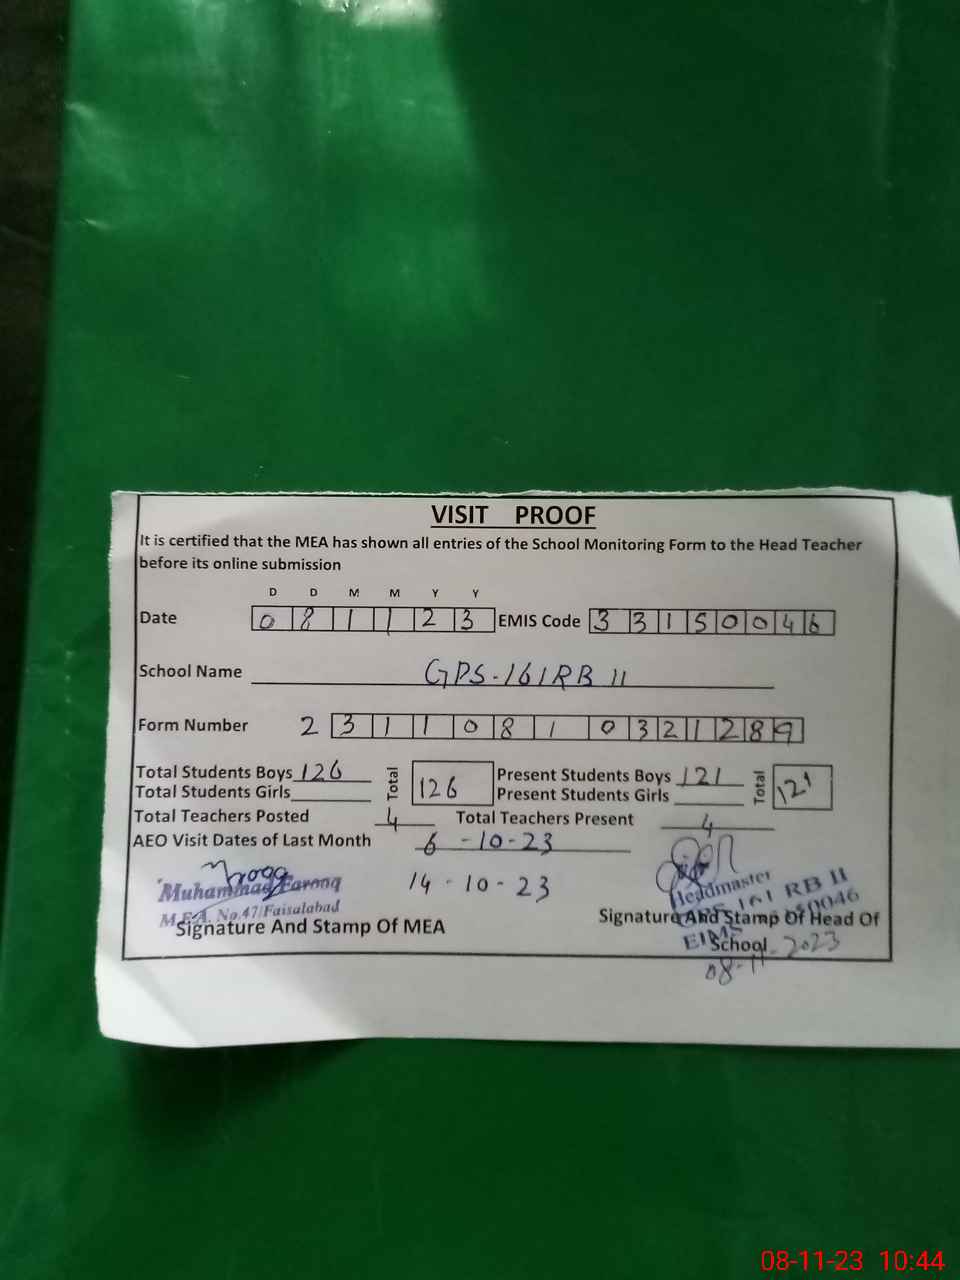 VISIT PROOF
It is certified that the MEA has shown all entries of the School Monitoring Form to the Head Teacher
before its online submission
D D M M Y Y
Date 0 8 1 1 2 3 EMIS Code 3 3 1 5 0 0 4 6
School Name GPS-161RB II
Form Number 2 3 1 1 0 8 1 0 3 2 1 2 8 9
Total Students Boys 126 Total 126 Present Students Boys 121 Total 121
Total Students Girls Present Students Girls
Total Teachers Posted 4 Total Teachers Present 4
AEO Visit Dates of Last Month 6-10-23
14-10-23
Muhammad Farooq
M.E.A. No.47/Faisalabad
Signature And Stamp Of MEA
Headmaster
161 RB II
Signature And Stamp Of Head Of
School
08-11-2023
08-11-23 10:44